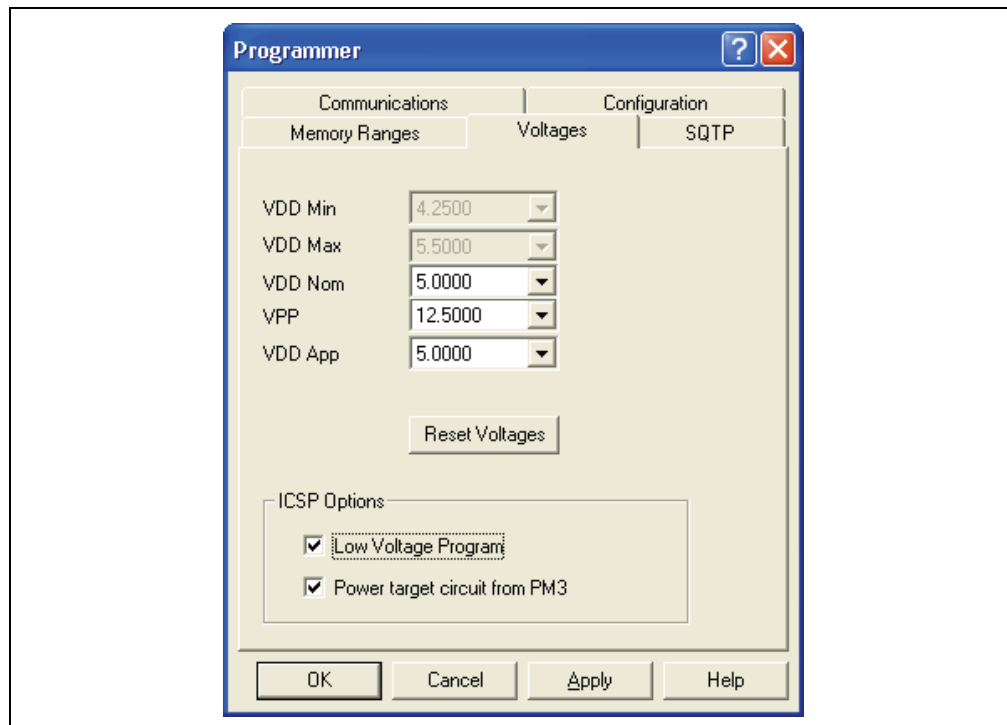 Programmer
Communications Configuration
Memory Ranges Voltages SQTP
VDD Min 4.2500
VDD Max 5.5000
VDD Nom 5.0000
VPP 12.5000
VDD App 5.0000
Reset Voltages
ICSP Options
Low Voltage Program
Power target circuit from PM3
OK Cancel Apply Help